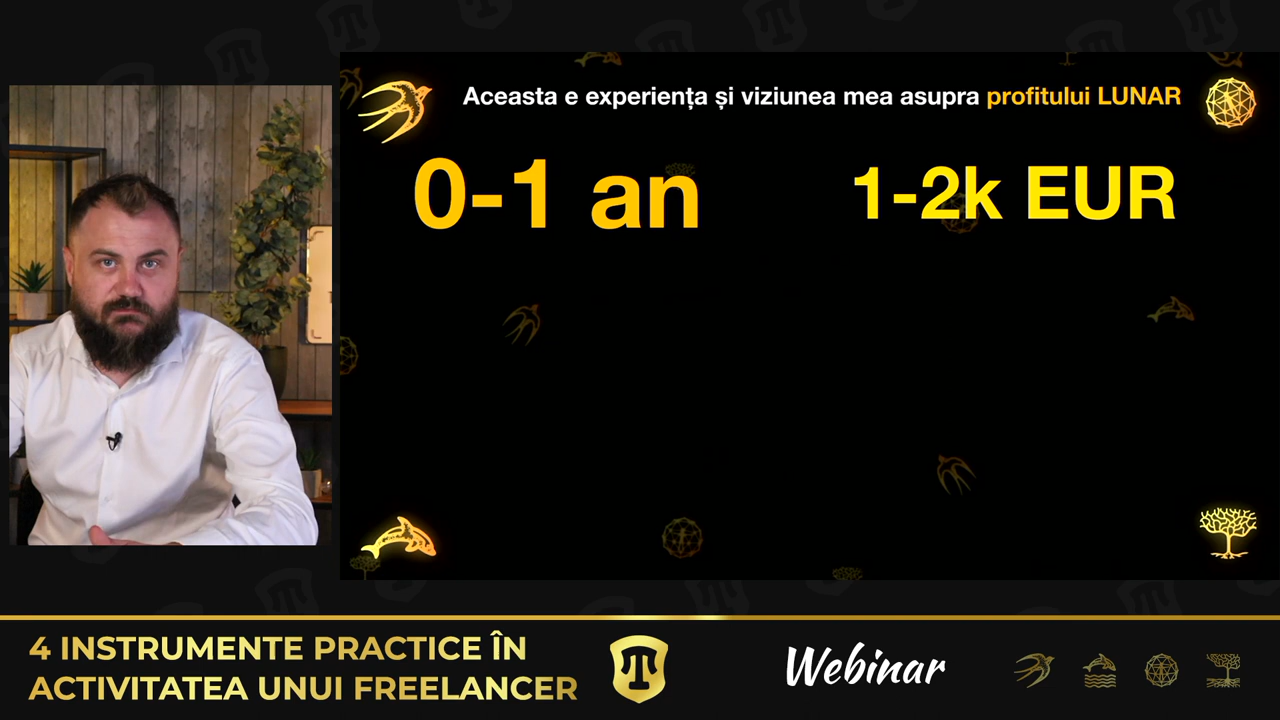 Aceasta e experiența și viziunea mea asupra profitului LUNAR
0-1 an 1-2k EUR
4 INSTRUMENTE PRACTICE ÎN
ACTIVITATEA UNUI FREELANCER
Webinar